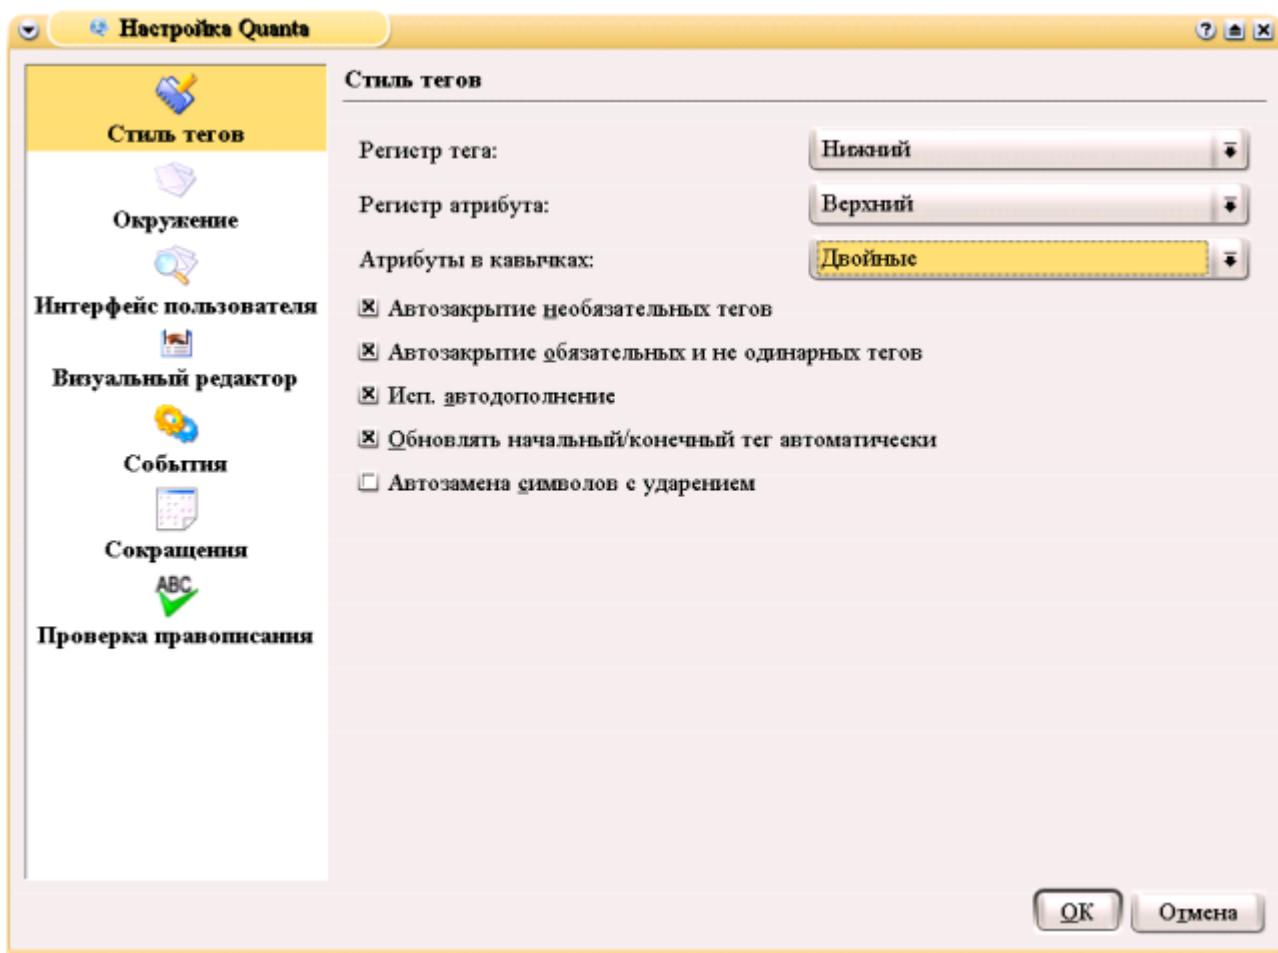 Настройка Quanta
Стиль тегов
Окружение
Интерфейс пользователя
Визуальный редактор
События
Сокращения
ABC
Проверка правописания
Стиль тегов
Регистр тега: Нижний
Регистр атрибута: Верхний
Атрибуты в кавычках: Двойные
Автозакрытие необязательных тегов
Автозакрытие обязательных и не одинарных тегов
Исп. автодополнение
Обновлять начальный/конечный тег автоматически
Автозамена символов с ударением
OK Отмена